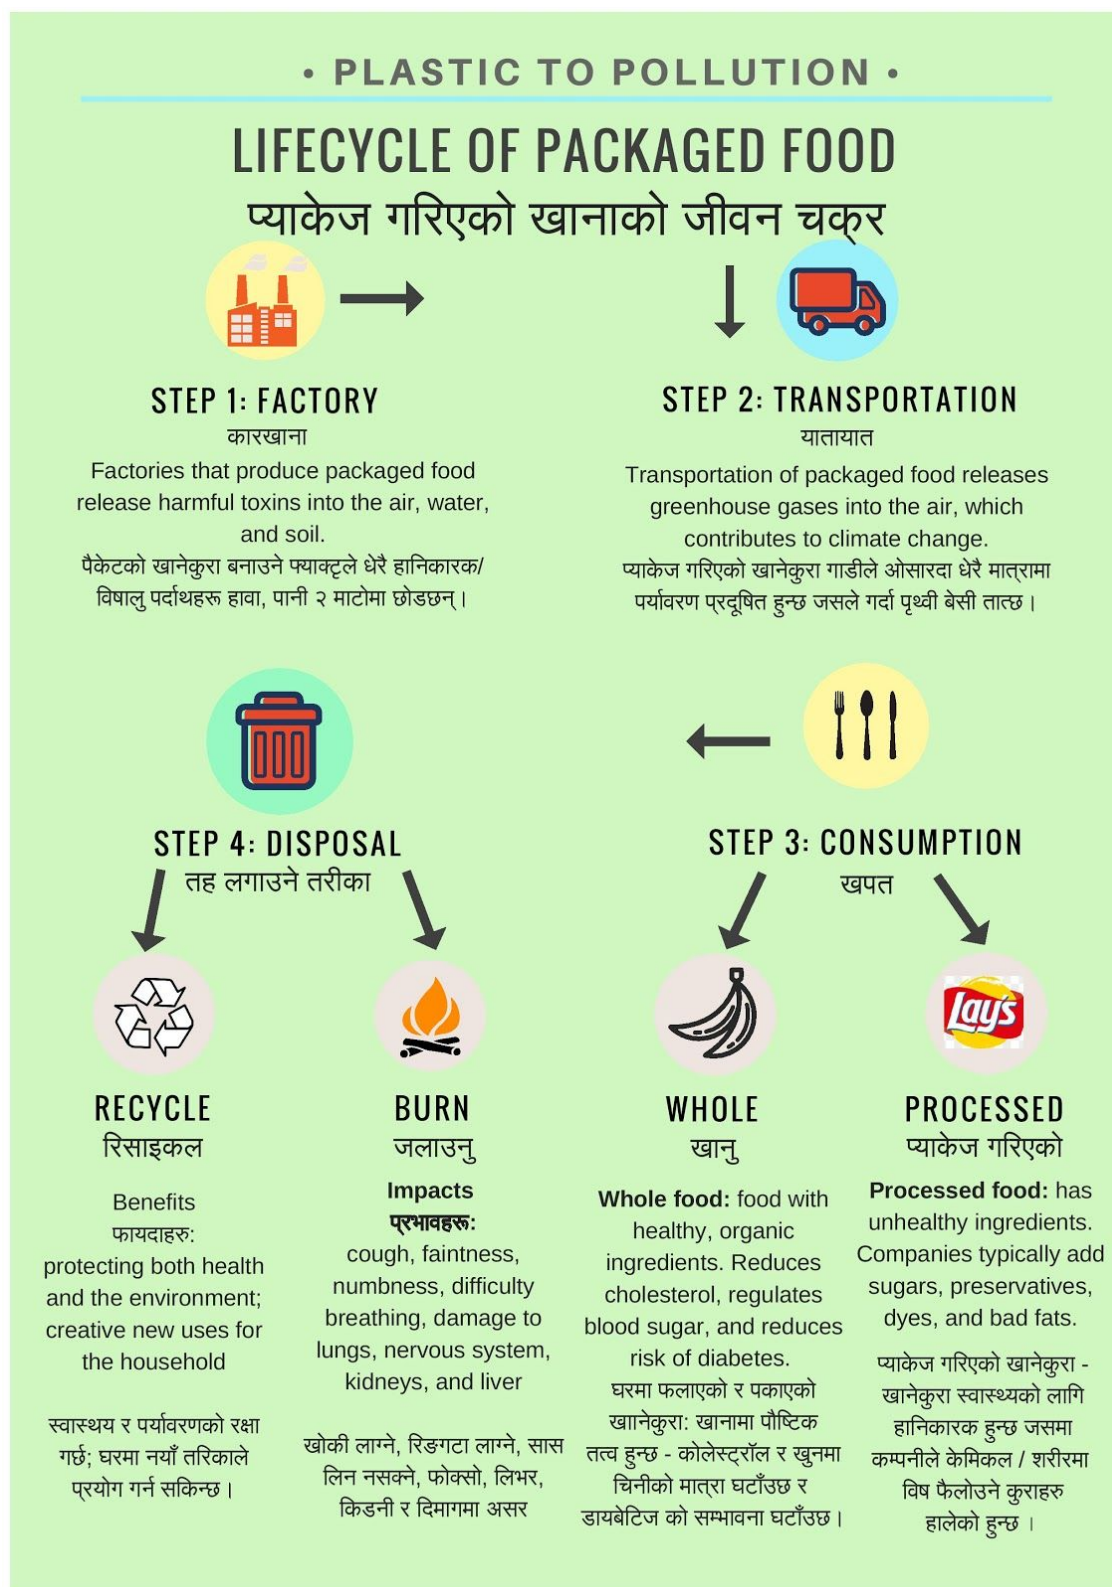 • PLASTIC TO POLLUTION •
LIFECYCLE OF PACKAGED FOOD
प्याकेज गरिएको खानाको जीवन चक्र
STEP 1: FACTORY
कारखाना
Factories that produce packaged food
release harmful toxins into the air, water,
and soil.
पैकेटको खानेकुरा बनाउने फ्याक्ट्रले धेरै हानिकारक/
विषालु पर्दाथहरू हावा, पानी २ माटोमा छोडछन्।
STEP 2: TRANSPORTATION
यातायात
Transportation of packaged food releases
greenhouse gases into the air, which
contributes to climate change.
प्याकेज गरिएको खानेकुरा गाडीले ओसारदा धेरै मात्रामा
पर्यावरण प्रदूषित हुन्छ जसले गर्दा पृथ्वी बेसी तात्छ।
STEP 3: CONSUMPTION
खपत
STEP 4: DISPOSAL
तह लगाउने तरीका
RECYCLE
रिसाइकल
Benefits
फायदाहरु:
protecting both health
and the environment;
creative new uses for
the household
स्वास्थय र पर्यावरणको रक्षा
गर्छ; घरमा नयाँ तरिकाले
प्रयोग गर्न सकिन्छ।
BURN
जलाउनु
Impacts
प्रभावहरू:
cough, faintness,
numbness, difficulty
breathing, damage to
lungs, nervous system,
kidneys, and liver
खोकी लाग्ने, रिङगटा लाग्ने, सास
लिन नसक्ने, फोक्सो, लिभर,
किडनी र दिमागमा असर
WHOLE
खानु
Whole food: food with
healthy, organic
ingredients. Reduces
cholesterol, regulates
blood sugar, and reduces
risk of diabetes.
घरमा फलाएको र पकाएको
खाानेकुरा: खानामा पौष्टिक
तत्व हुन्छ - कोलेस्ट्रॉल र खुनमा
चिनीको मात्रा घटाँउछ र
डायबेटिज को सम्भावना घटाँउछ।
Lay's
PROCESSED
प्याकेज गरिएको
Processed food: has
unhealthy ingredients.
Companies typically add
sugars, preservatives,
dyes, and bad fats.
प्याकेज गरिएको खानेकुरा -
खानेकुरा स्वास्थ्यको लागि
हानिकारक हुन्छ जसमा
कम्पनीले केमिकल / शरीरमा
विष फैलोउने कुराहरु
हालेको हुन्छ ।